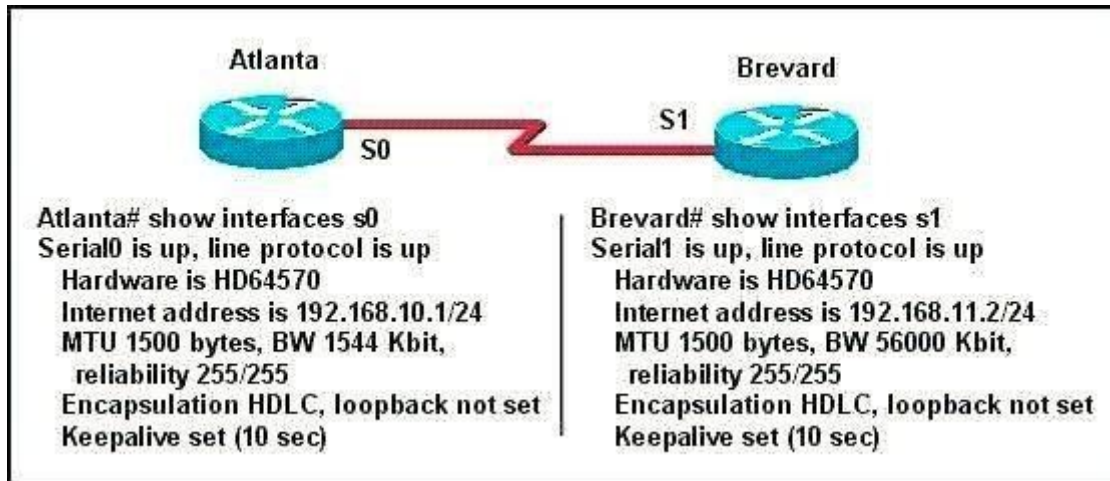 Atlanta
Brevard
S0
S1
Atlanta# show interfaces s0
Serial0 is up, line protocol is up
Hardware is HD64570
Internet address is 192.168.10.1/24
MTU 1500 bytes, BW 1544 Kbit,
reliability 255/255
Encapsulation HDLC, loopback not set
Keepalive set (10 sec)
Brevard# show interfaces s1
Serial1 is up, line protocol is up
Hardware is HD64570
Internet address is 192.168.11.2/24
MTU 1500 bytes, BW 56000 Kbit,
reliability 255/255
Encapsulation HDLC, loopback not set
Keepalive set (10 sec)